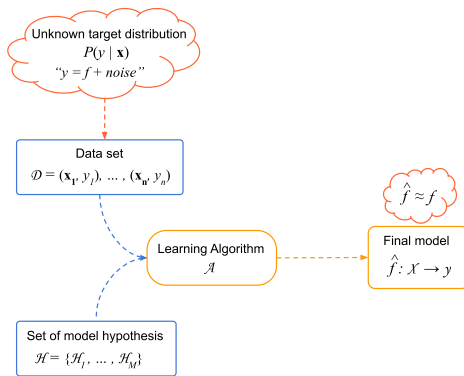 Unknown target distribution
P(y | x)
“y = f + noise”
Data set
𝒟 = (x₁, y₁), ... , (xₙ, yₙ)
f̂ ≈ f
Learning Algorithm
𝒜
Final model
f̂ : 𝒳 → y
Set of model hypothesis
ℋ = {ℋ₁, ... , ℋ_M}